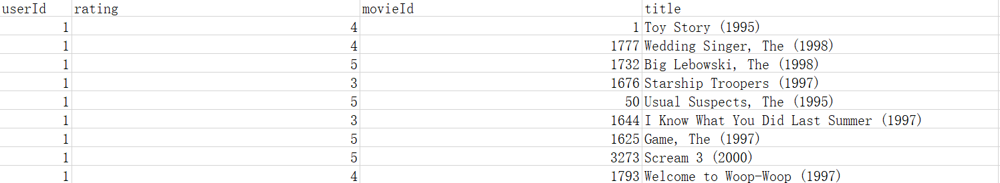 userId rating movieId title
1 4 1 Toy Story (1995)
1 4 1777 Wedding Singer, The (1998)
1 5 1732 Big Lebowski, The (1998)
1 3 1676 Starship Troopers (1997)
1 5 50 Usual Suspects, The (1995)
1 3 1644 I Know What You Did Last Summer (1997)
1 5 1625 Game, The (1997)
1 5 3273 Scream 3 (2000)
1 4 1793 Welcome to Woop-Woop (1997)